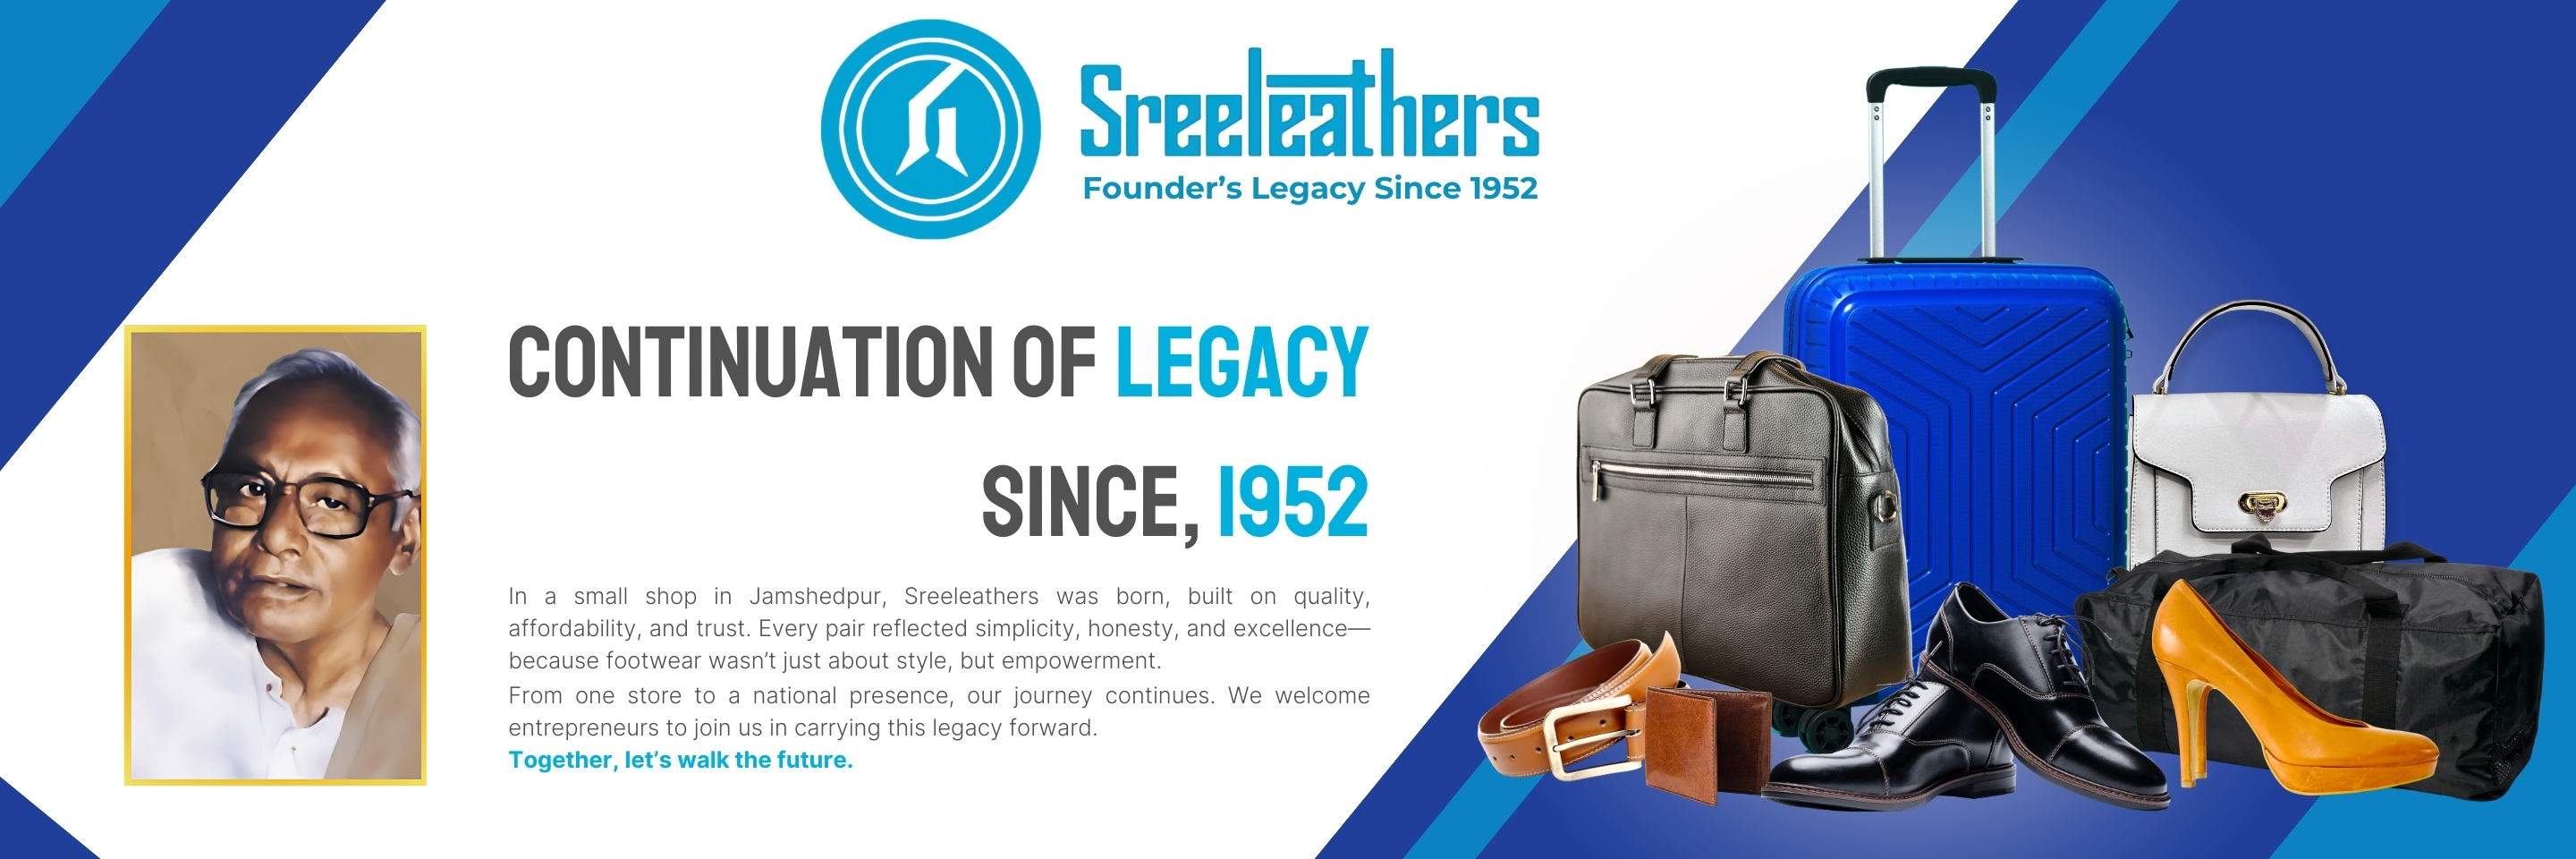 Sreeleathers
Founder’s Legacy Since 1952
CONTINUATION OF LEGACY
SINCE, 1952
In a small shop in Jamshedpur, Sreeleathers was born, built on quality,
affordability, and trust. Every pair reflected simplicity, honesty, and excellence—
because footwear wasn’t just about style, but empowerment.
From one store to a national presence, our journey continues. We welcome
entrepreneurs to join us in carrying this legacy forward.
Together, let’s walk the future.